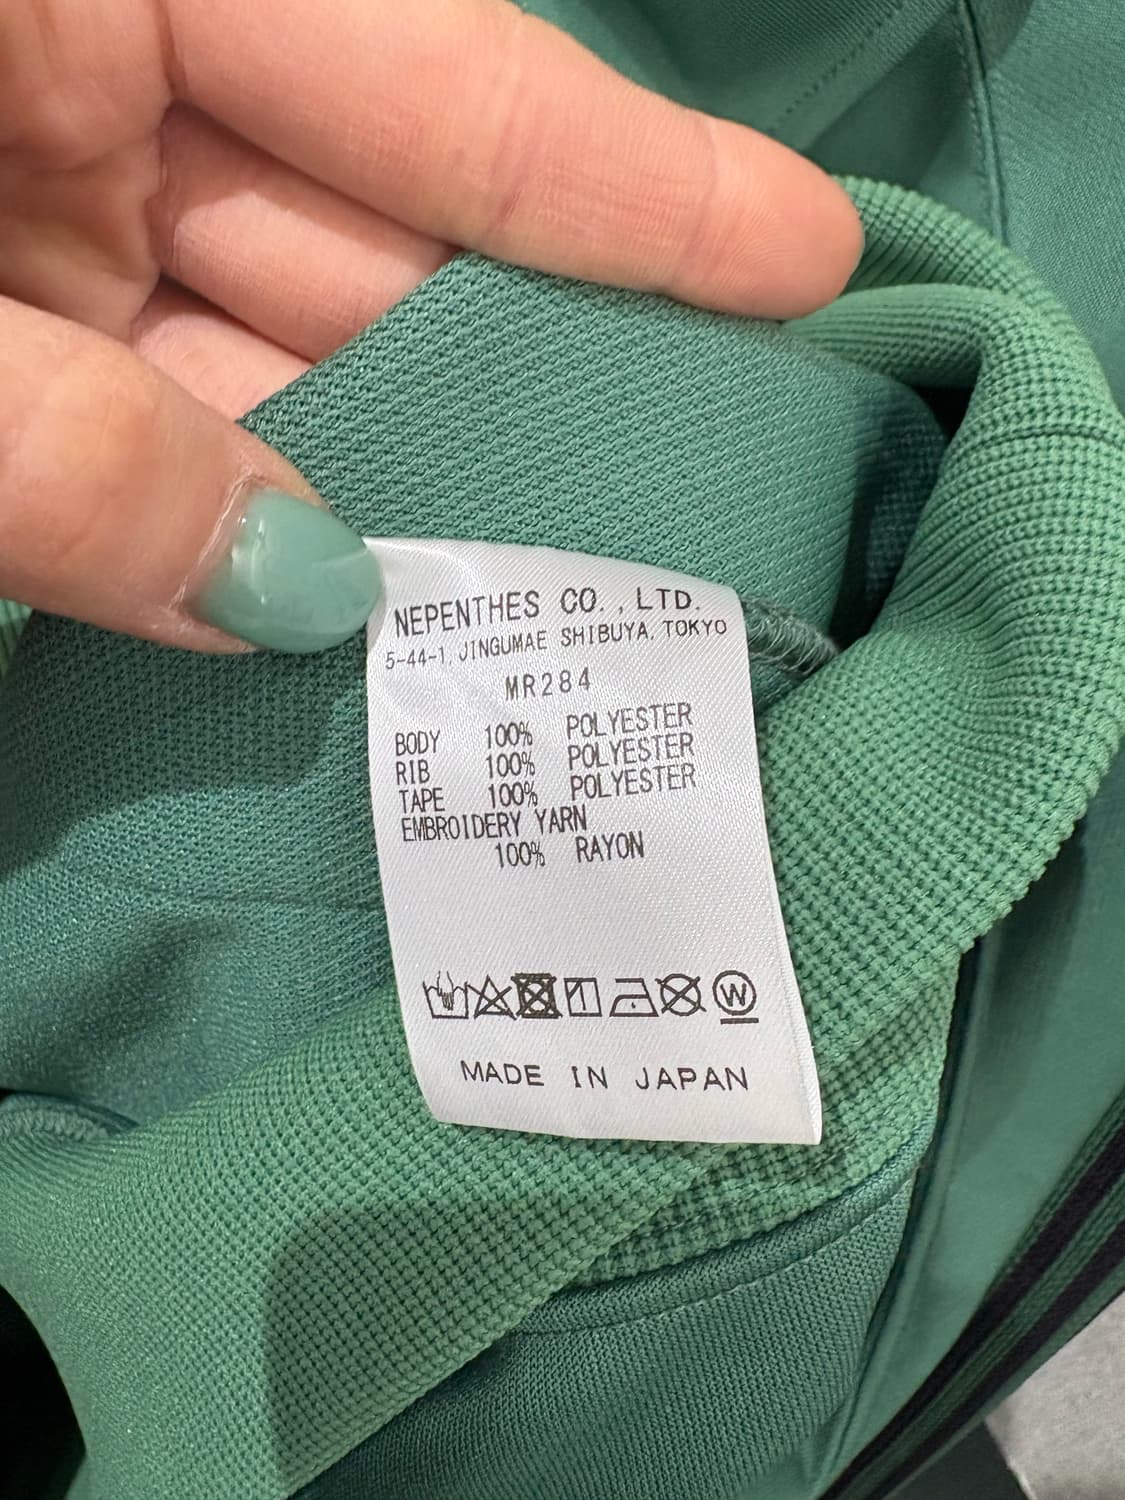 NEPENTHES CO.,LTD.
5-44-1, JINGUMAE SHIBUYA, TOKYO
MR284
BODY 100% POLYESTER
RIB 100% POLYESTER
TAPE 100% POLYESTER
EMBROIDERY YARN
100% RAYON
W
MADE IN JAPAN